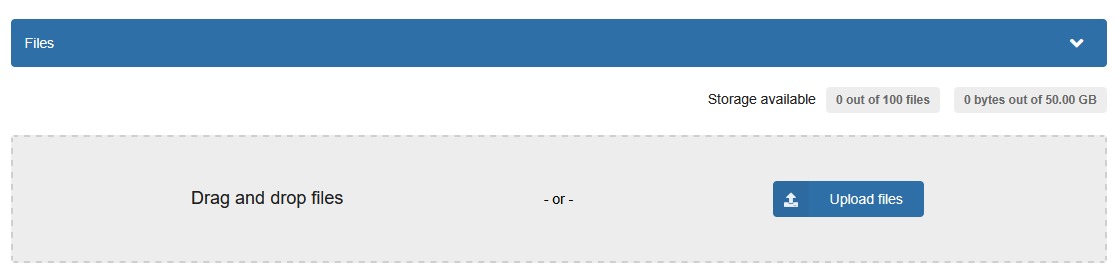 Files
Storage available 0 out of 100 files 0 bytes out of 50.00 GB
Drag and drop files - or - Upload files